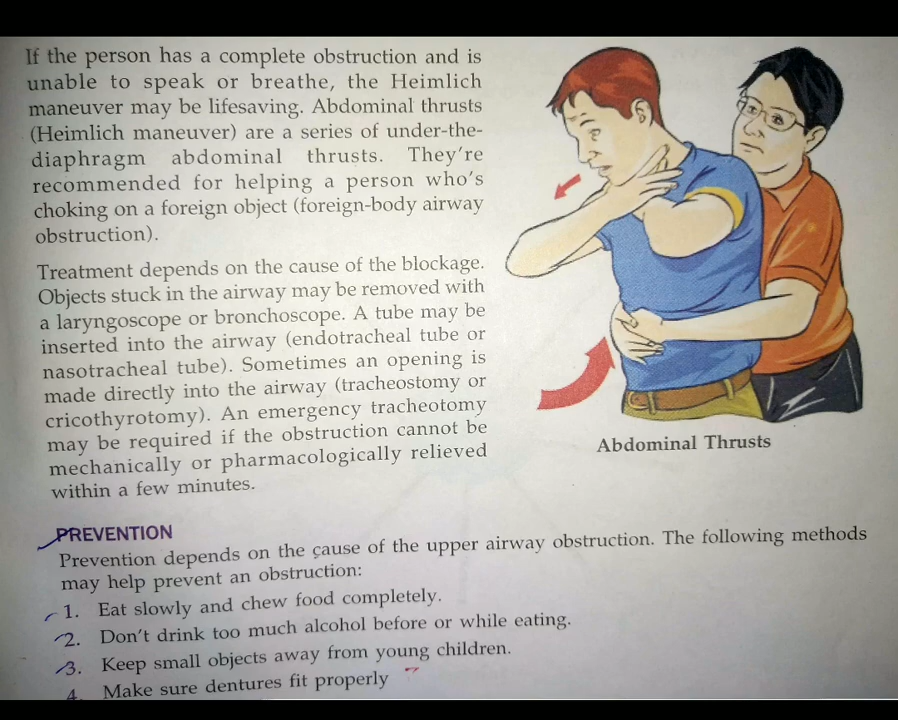 If the person has a complete obstruction and is
unable to speak or breathe, the Heimlich
maneuver may be lifesaving. Abdominal thrusts
(Heimlich maneuver) are a series of under-the-
diaphragm abdominal thrusts. They're
recommended for helping a person who's
choking on a foreign object (foreign-body airway
obstruction).
Treatment depends on the cause of the blockage.
Objects stuck in the airway may be removed with
a laryngoscope or bronchoscope. A tube may be
inserted into the airway (endotracheal tube or
nasotracheal tube). Sometimes an opening is
made directly into the airway (tracheostomy or
cricothyrotomy). An emergency tracheotomy
may be required if the obstruction cannot be
mechanically or pharmacologically relieved
within a few minutes.
Abdominal Thrusts
PREVENTION
Prevention depends on the cause of the upper airway obstruction. The following methods
may help prevent an obstruction:
1. Eat slowly and chew food completely.
2. Don't drink too much alcohol before or while eating.
3. Keep small objects away from young children.
4. Make sure dentures fit properly